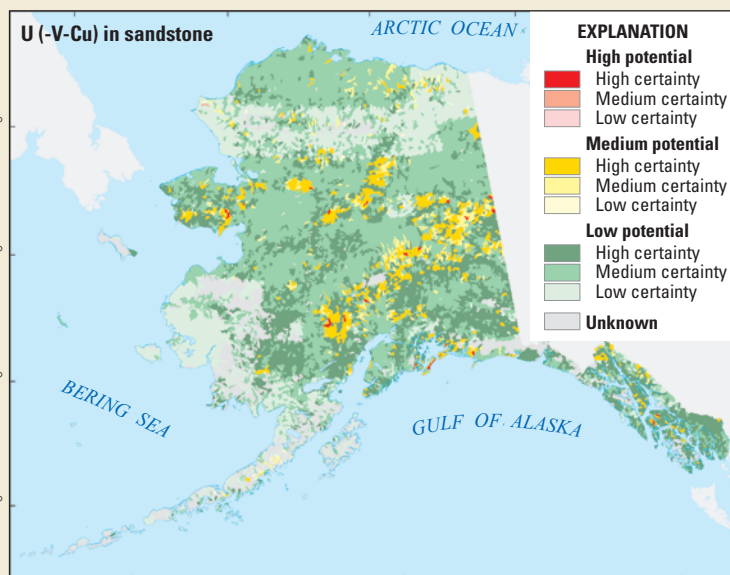 U (-V-Cu) in sandstone
ARCTIC OCEAN
EXPLANATION
High potential
High certainty
Medium certainty
Low certainty
Medium potential
High certainty
Medium certainty
Low certainty
Low potential
High certainty
Medium certainty
Low certainty
Unknown
BERING SEA
GULF OF ALASKA